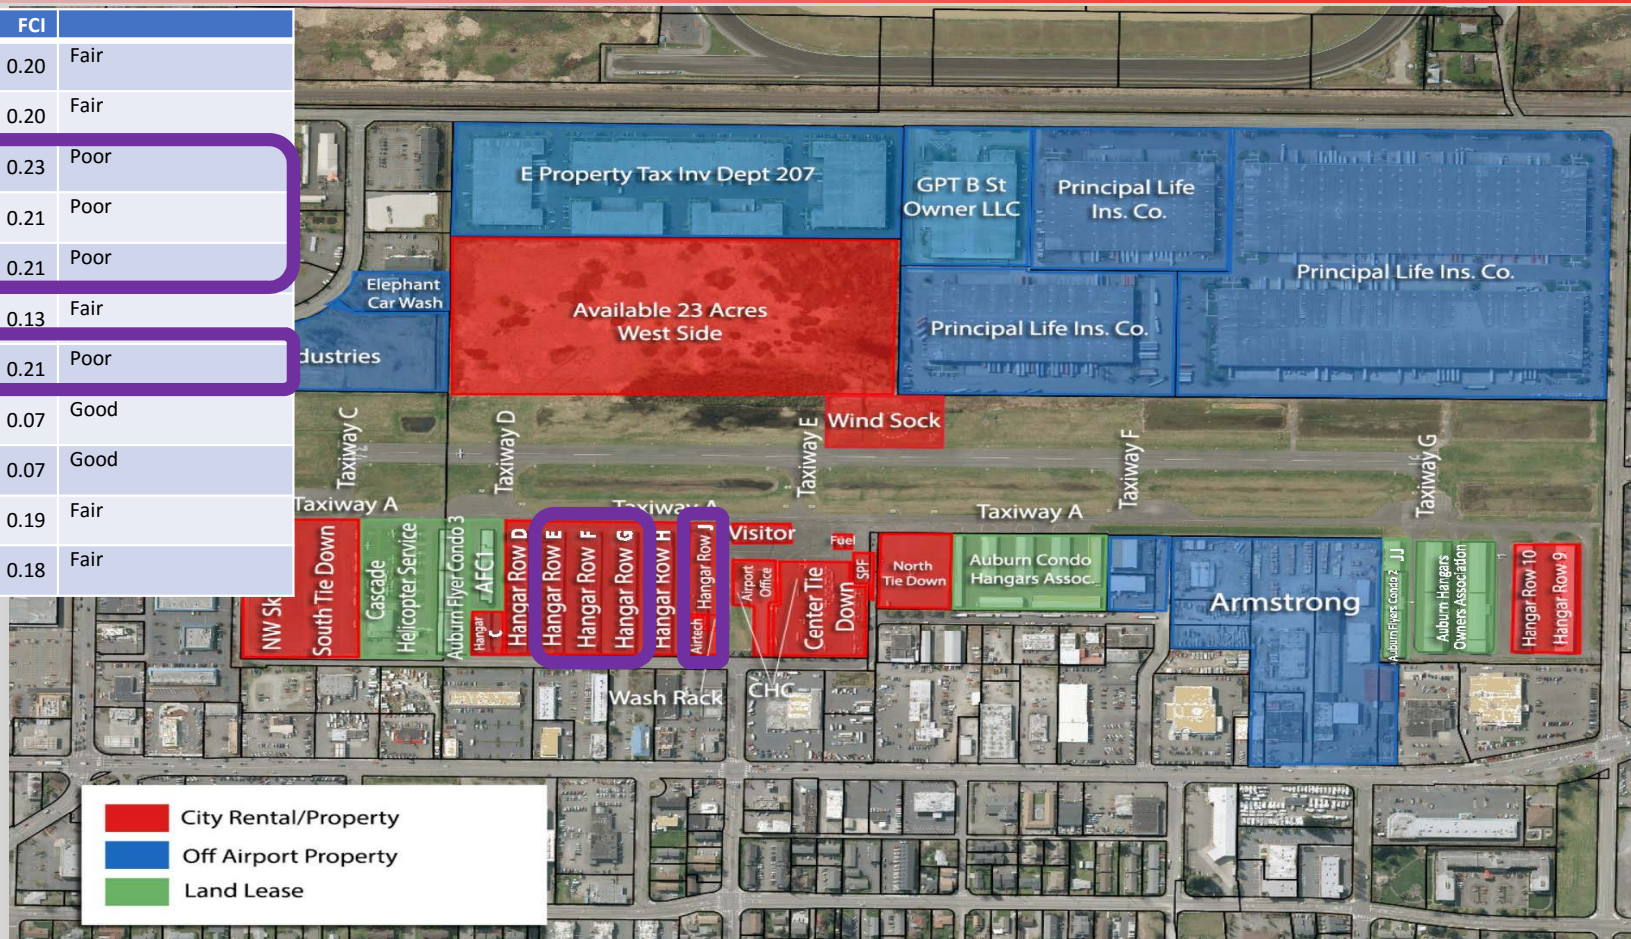 FCI
0.20 Fair
0.20 Fair
0.23 Poor
0.21 Poor
0.21 Poor
0.13 Fair
0.21 Poor
0.07 Good
0.07 Good
0.19 Fair
0.18 Fair
E Property Tax Inv Dept 207
GPT B St
Owner LLC
Principal Life
Ins. Co.
Principal Life Ins. Co.
Elephant
Car Wash
Available 23 Acres
West Side
Principal Life Ins. Co.
dustries
Wind Sock
Taxiway C
Taxiway D
Taxiway E
Taxiway F
Taxiway G
Taxiway A
Taxiway A
Taxiway A
NW Sk
South Tie Down
Cascade
Helicopter Service
Auburn Flyer Condo 3
AFC1
Hangar
C
Hangar Row D
Hangar Row E
Hangar Row F
Hangar Row G
Hangar Row H
Hangar Row J
Airtech
Visitor
Airport
Office
Center Tie
Down
Fuel
SPF
North
Tie Down
Auburn Condo
Hangars Assoc.
Armstrong
Auburn Flyers Condo 2
JJ
Auburn Hangars
Owners Association
Hangar Row 10
Hangar Row 9
Wash Rack
CHC
City Rental/Property
Off Airport Property
Land Lease